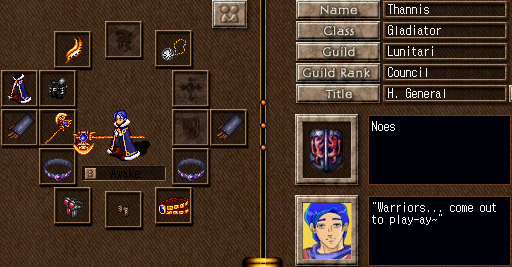 Name Thannis
Class Gladiator
Guild Lunitari
Guild Rank Council
Title H. General
Noes
Awake
"Warriors... come out
to play-ay~"